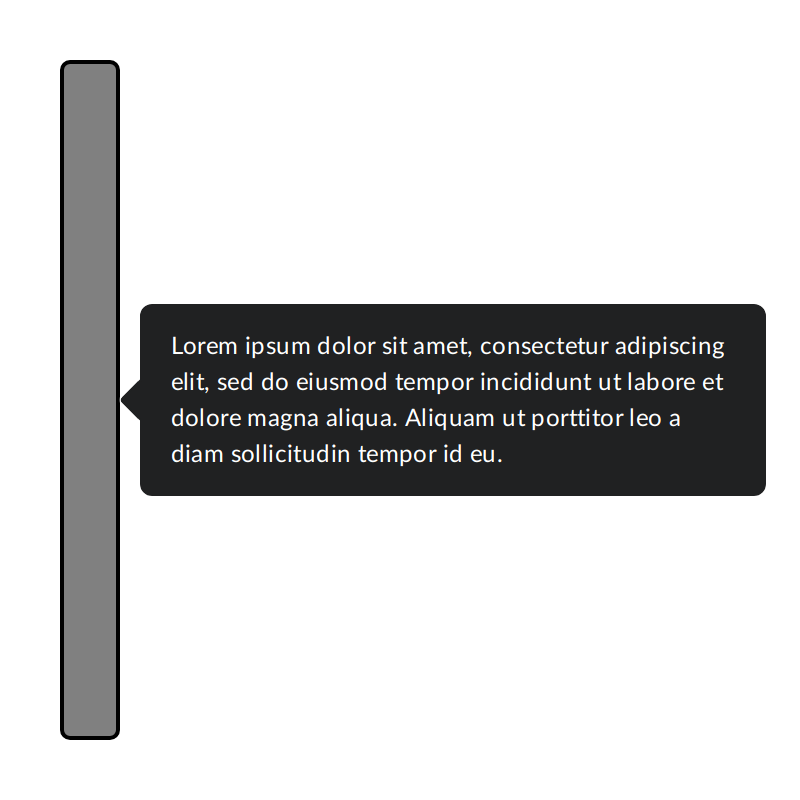 Lorem ipsum dolor sit amet, consectetur adipiscing
elit, sed do eiusmod tempor incididunt ut labore et
dolore magna aliqua. Aliquam ut porttitor leo a
diam sollicitudin tempor id eu.